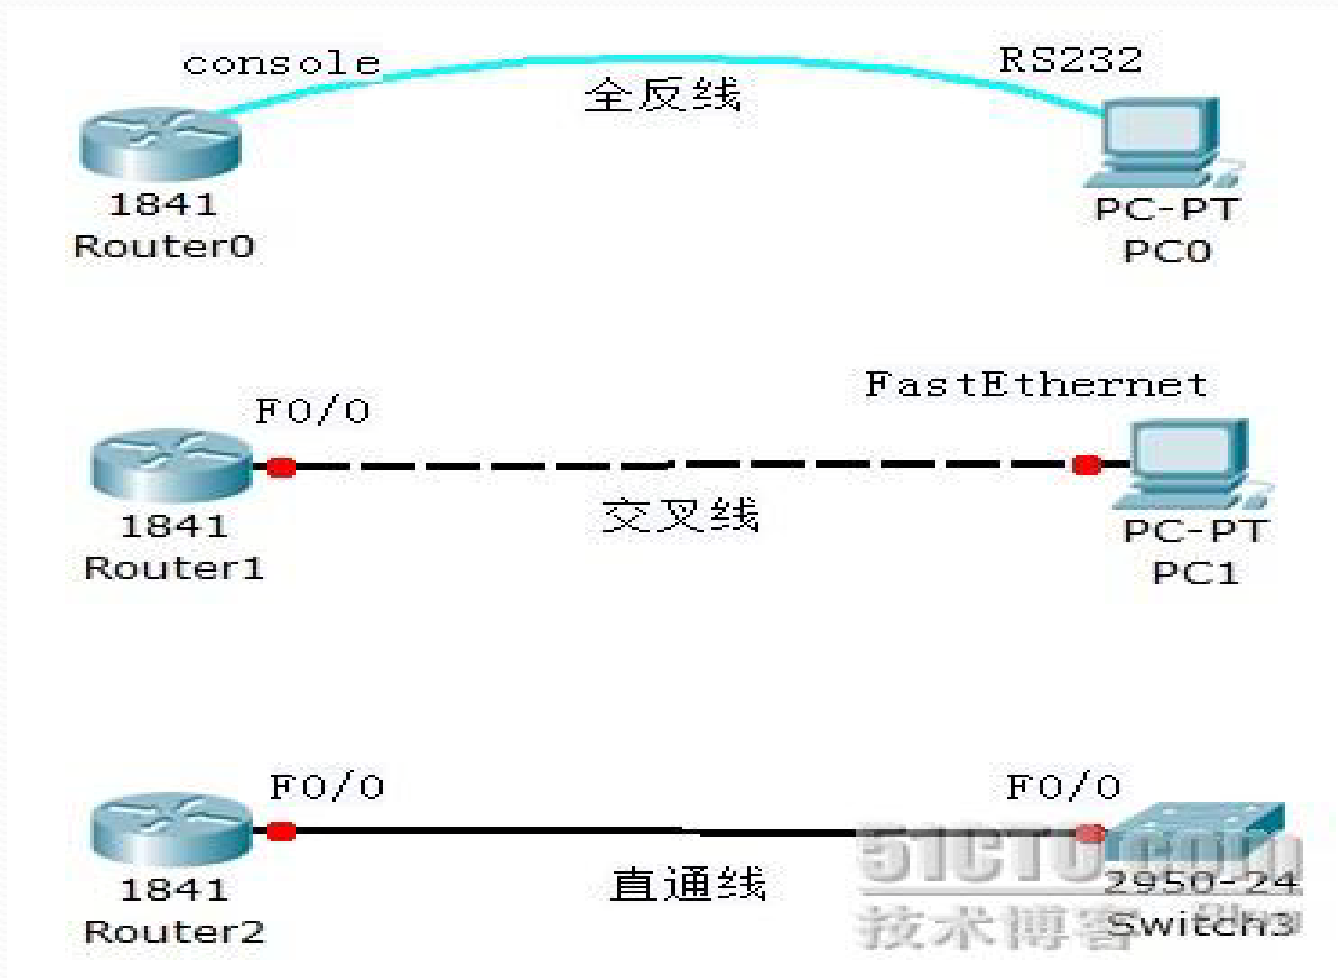 console
RS232
全反线
1841
Router0
PC-PT
PC0
F0/0
FastEthernet
交叉线
1841
Router1
PC-PT
PC1
F0/0
F0/0
直通线
1841
Router2
2950-24
Switch3
51CTO.com
技术博客